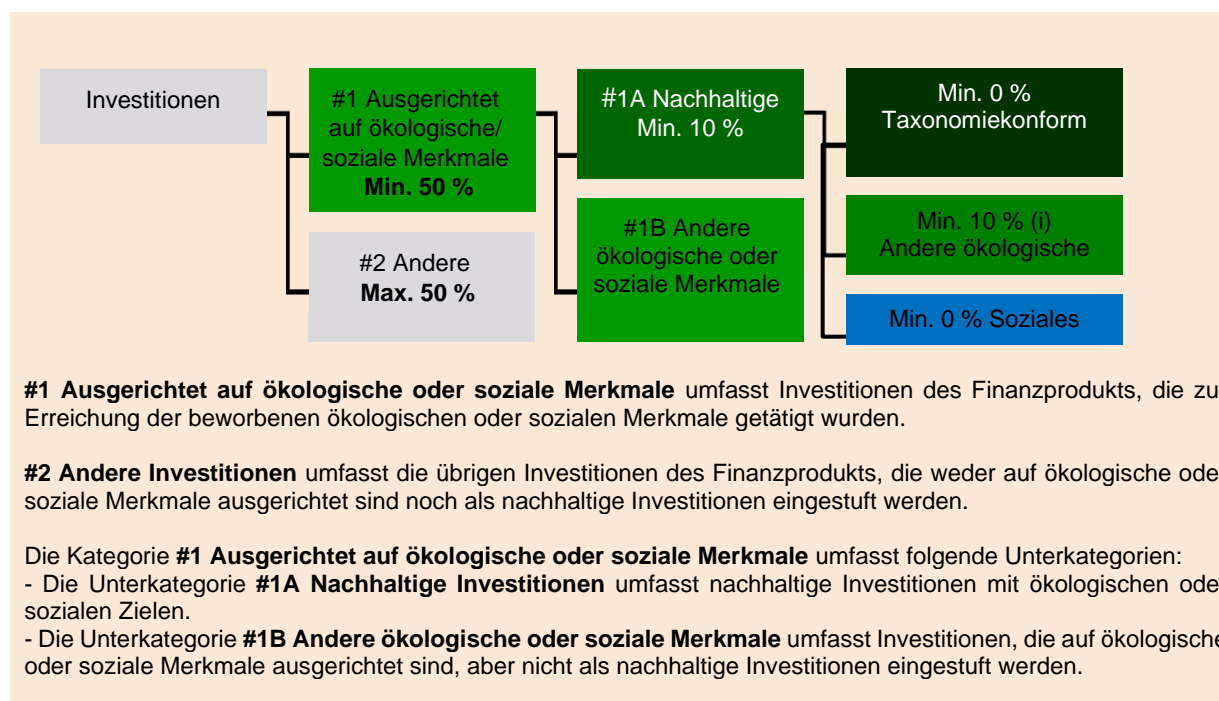 Investitionen
#1 Ausgerichtet
auf ökologische/
soziale Merkmale
Min. 50 %
#2 Andere
Max. 50 %
#1A Nachhaltige
Min. 10 %
#1B Andere
ökologische oder
soziale Merkmale
Min. 0 %
Taxonomiekonform
Min. 10 % (i)
Andere ökologische
Min. 0 % Soziales
#1 Ausgerichtet auf ökologische oder soziale Merkmale umfasst Investitionen des Finanzprodukts, die zu
Erreichung der beworbenen ökologischen oder sozialen Merkmale getätigt wurden.
#2 Andere Investitionen umfasst die übrigen Investitionen des Finanzprodukts, die weder auf ökologische ode
soziale Merkmale ausgerichtet sind noch als nachhaltige Investitionen eingestuft werden.
Die Kategorie #1 Ausgerichtet auf ökologische oder soziale Merkmale umfasst folgende Unterkategorien:
- Die Unterkategorie #1A Nachhaltige Investitionen umfasst nachhaltige Investitionen mit ökologischen ode
sozialen Zielen.
- Die Unterkategorie #1B Andere ökologische oder soziale Merkmale umfasst Investitionen, die auf ökologische
oder soziale Merkmale ausgerichtet sind, aber nicht als nachhaltige Investitionen eingestuft werden.